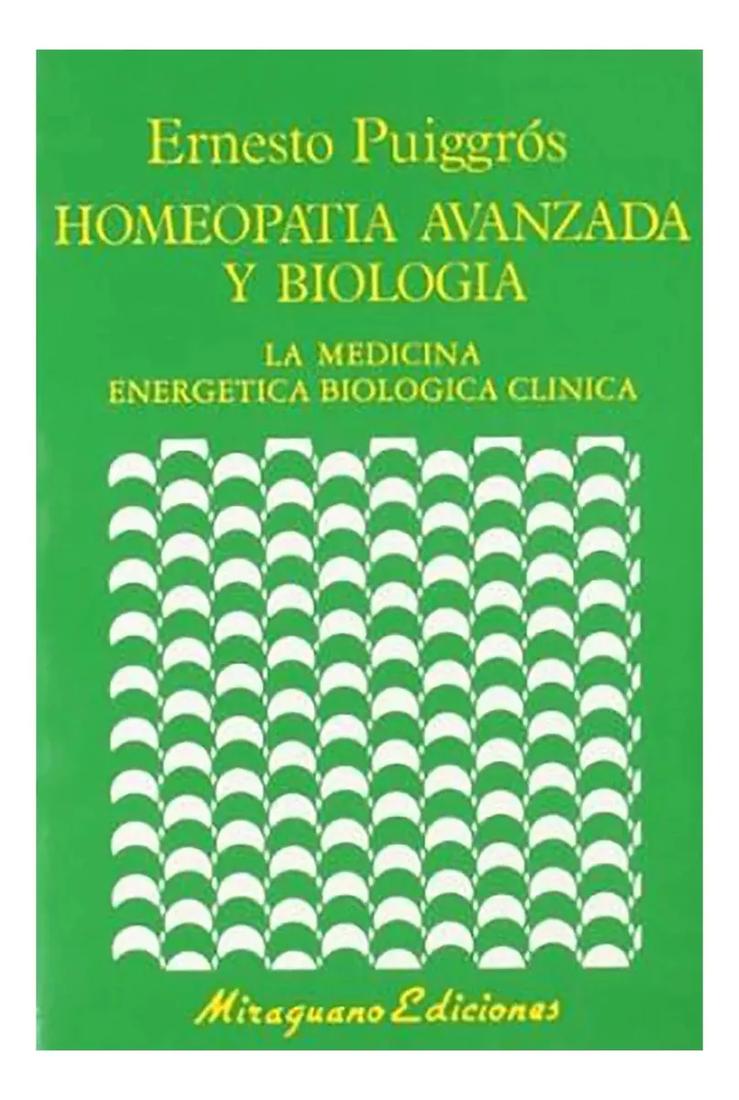 Ernesto Puiggrós
HOMEOPATIA AVANZADA
Y BIOLOGIA
LA MEDICINA
ENERGETICA BIOLOGICA CLINICA
Miraguano Ediciones